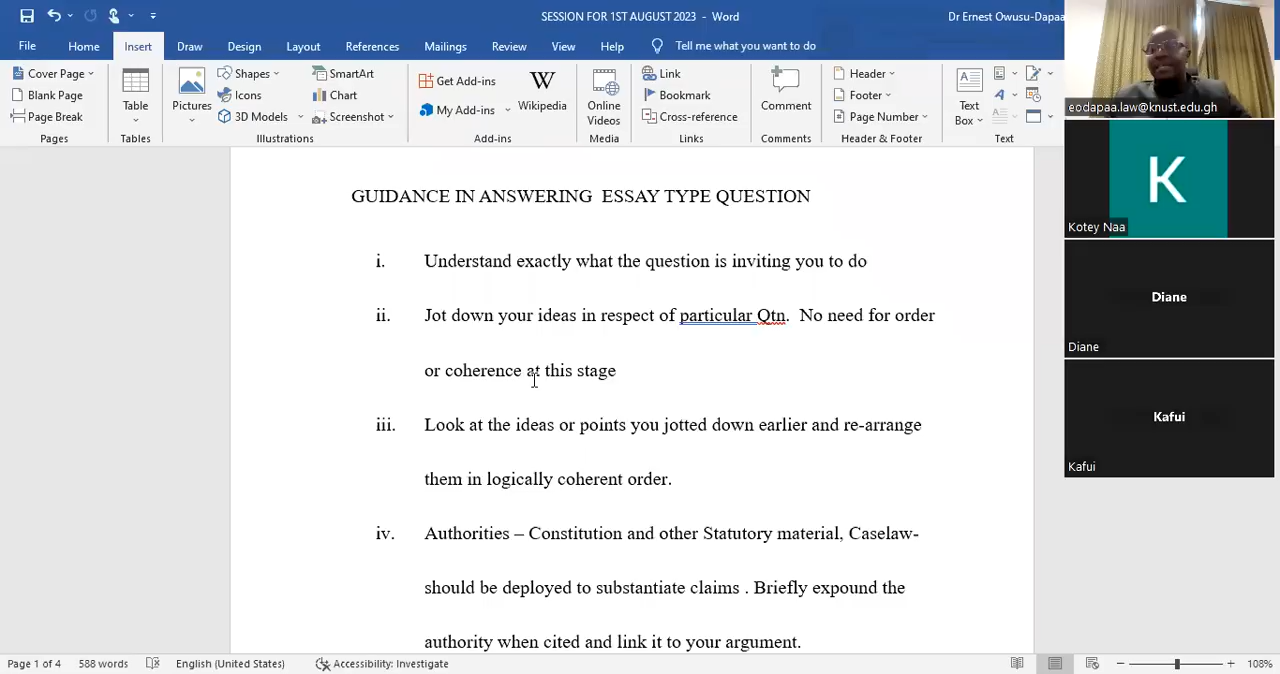 SESSION FOR 1ST AUGUST 2023 - Word
Dr Ernest Owusu-Dapaa
File Home Insert Draw Design Layout References Mailings Review View Help Tell me what you want to do
Cover Page
Blank Page
Page Break
Pages
Table
Tables
Pictures
Shapes
Icons
3D Models
SmartArt
Chart
Screenshot
Illustrations
Get Add-ins
My Add-ins
Wikipedia
Add-ins
Online
Videos
Media
Link
Bookmark
Cross-reference
Links
Comment
Comments
Header
Footer
Page Number
Header & Footer
Text
Box
Text
eodapaa.law@knust.edu.gh
K
Kotey Naa
Diane
Diane
Kafui
Kafui
GUIDANCE IN ANSWERING  ESSAY TYPE QUESTION
i. Understand exactly what the question is inviting you to do
ii. Jot down your ideas in respect of particular Qtn.  No need for order
or coherence at this stage
iii. Look at the ideas or points you jotted down earlier and re-arrange
them in logically coherent order.
iv. Authorities – Constitution and other Statutory material, Caselaw-
should be deployed to substantiate claims . Briefly expound the
authority when cited and link it to your argument.
Page 1 of 4 588 words English (United States) Accessibility: Investigate 108%